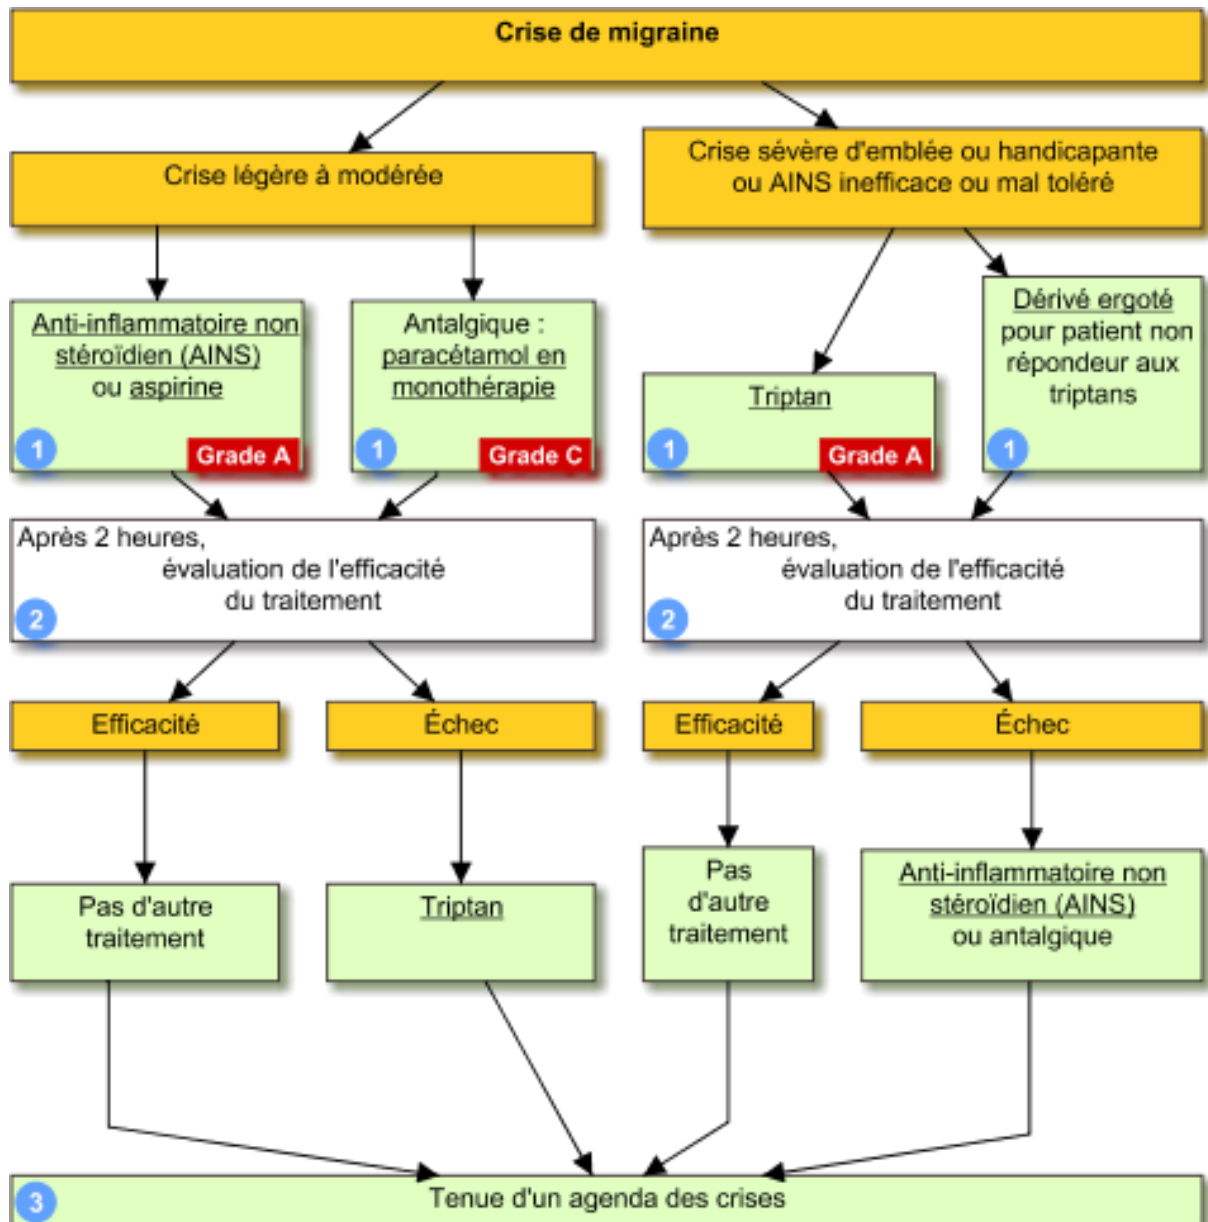 Crise de migraine
Crise légère à modérée
Crise sévère d'emblée ou handicapante
ou AINS inefficace ou mal toléré
Anti-inflammatoire non
stéroïdien (AINS)
ou aspirine
1
Grade A
Antalgique :
paracétamol en
monothérapie
1
Grade C
Triptan
1
Grade A
Dérivé ergoté
pour patient non
répondeur aux
triptans
1
Après 2 heures,
évaluation de l'efficacité
du traitement
2
Après 2 heures,
évaluation de l'efficacité
du traitement
2
Efficacité
Échec
Efficacité
Échec
Pas d'autre
traitement
Triptan
Pas
d'autre
traitement
Anti-inflammatoire non
stéroïdien (AINS)
ou antalgique
3
Tenue d'un agenda des crises